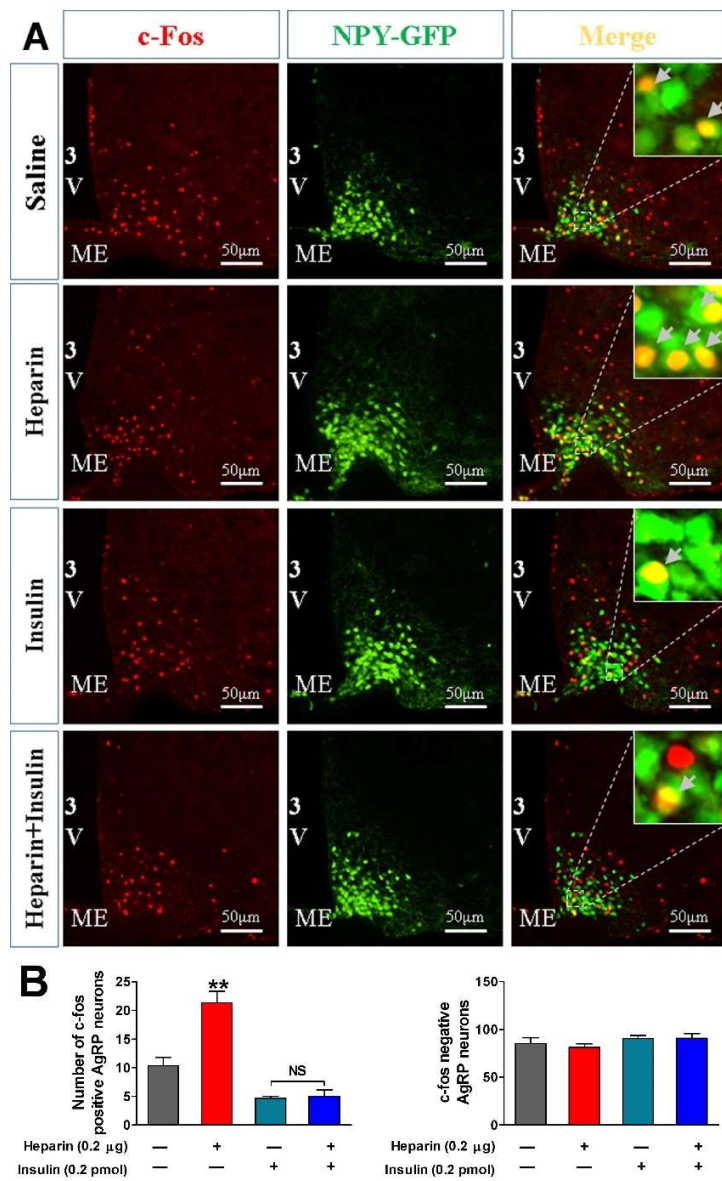 A
c-Fos NPY-GFP Merge
Saline
3
V
ME
50μm
3
V
ME
50μm
50μm
Heparin
3
V
ME
50μm
3
V
ME
50μm
50μm
Insulin
3
V
ME
50μm
3
V
ME
50μm
50μm
Heparin+Insulin
3
V
ME
50μm
3
V
ME
50μm
50μm
B
Number of c-fos
positive AgRP neurons
25
20
15
10
5
0
**
NS
Heparin (0.2 μg) — + — +
Insulin (0.2 pmol) — — + +
c-fos negative
AgRP neurons
150
100
50
0
Heparin (0.2 μg) — + — +
Insulin (0.2 pmol) — — + +